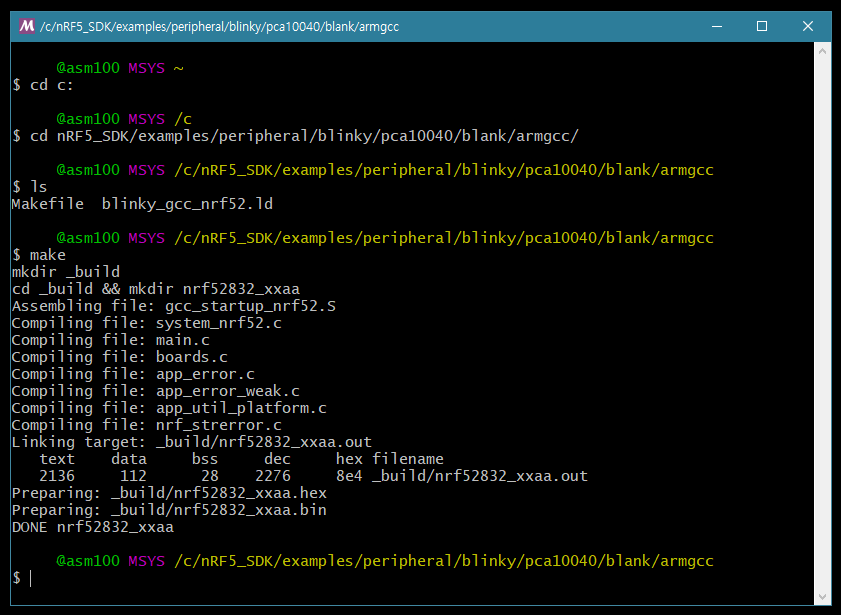 M /c/nRF5_SDK/examples/peripheral/blinky/pca10040/blank/armgcc
@asm100 MSYS ~
$ cd c:
@asm100 MSYS /c
$ cd nRF5_SDK/examples/peripheral/blinky/pca10040/blank/armgcc/
@asm100 MSYS /c/nRF5_SDK/examples/peripheral/blinky/pca10040/blank/armgcc
$ ls
Makefile  blinky_gcc_nrf52.ld
@asm100 MSYS /c/nRF5_SDK/examples/peripheral/blinky/pca10040/blank/armgcc
$ make
mkdir _build
cd _build && mkdir nrf52832_xxaa
Assembling file: gcc_startup_nrf52.S
Compiling file: system_nrf52.c
Compiling file: main.c
Compiling file: boards.c
Compiling file: app_error.c
Compiling file: app_error_weak.c
Compiling file: app_util_platform.c
Compiling file: nrf_strerror.c
Linking target: _build/nrf52832_xxaa.out
   text    data     bss     dec     hex filename
   2136     112      28    2276     8e4 _build/nrf52832_xxaa.out
Preparing: _build/nrf52832_xxaa.hex
Preparing: _build/nrf52832_xxaa.bin
DONE nrf52832_xxaa
@asm100 MSYS /c/nRF5_SDK/examples/peripheral/blinky/pca10040/blank/armgcc
$